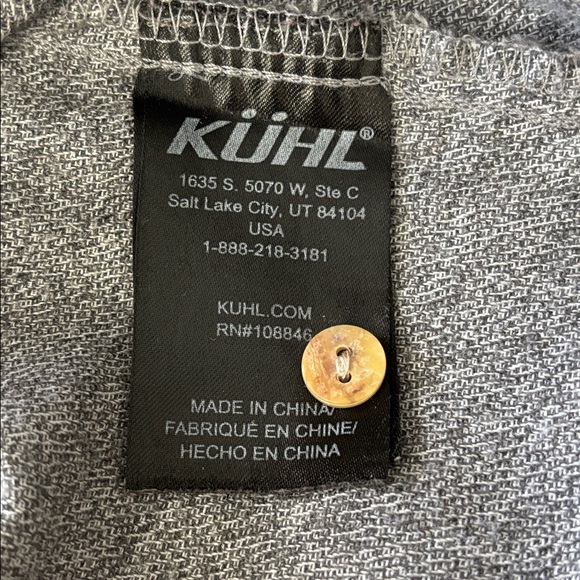 KÜHL®
1635 S. 5070 W, Ste C
Salt Lake City, UT 84104
USA
1-888-218-3181
KUHL.COM
RN#108846
MADE IN CHINA/
FABRIQUÉ EN CHINE/
HECHO EN CHINA